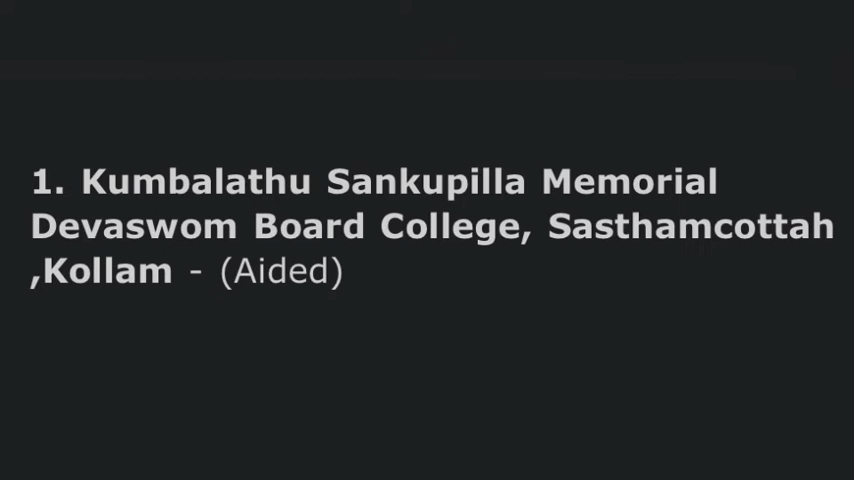 1. Kumbalathu Sankupilla Memorial
Devaswom Board College, Sasthamcottah
,Kollam - (Aided)